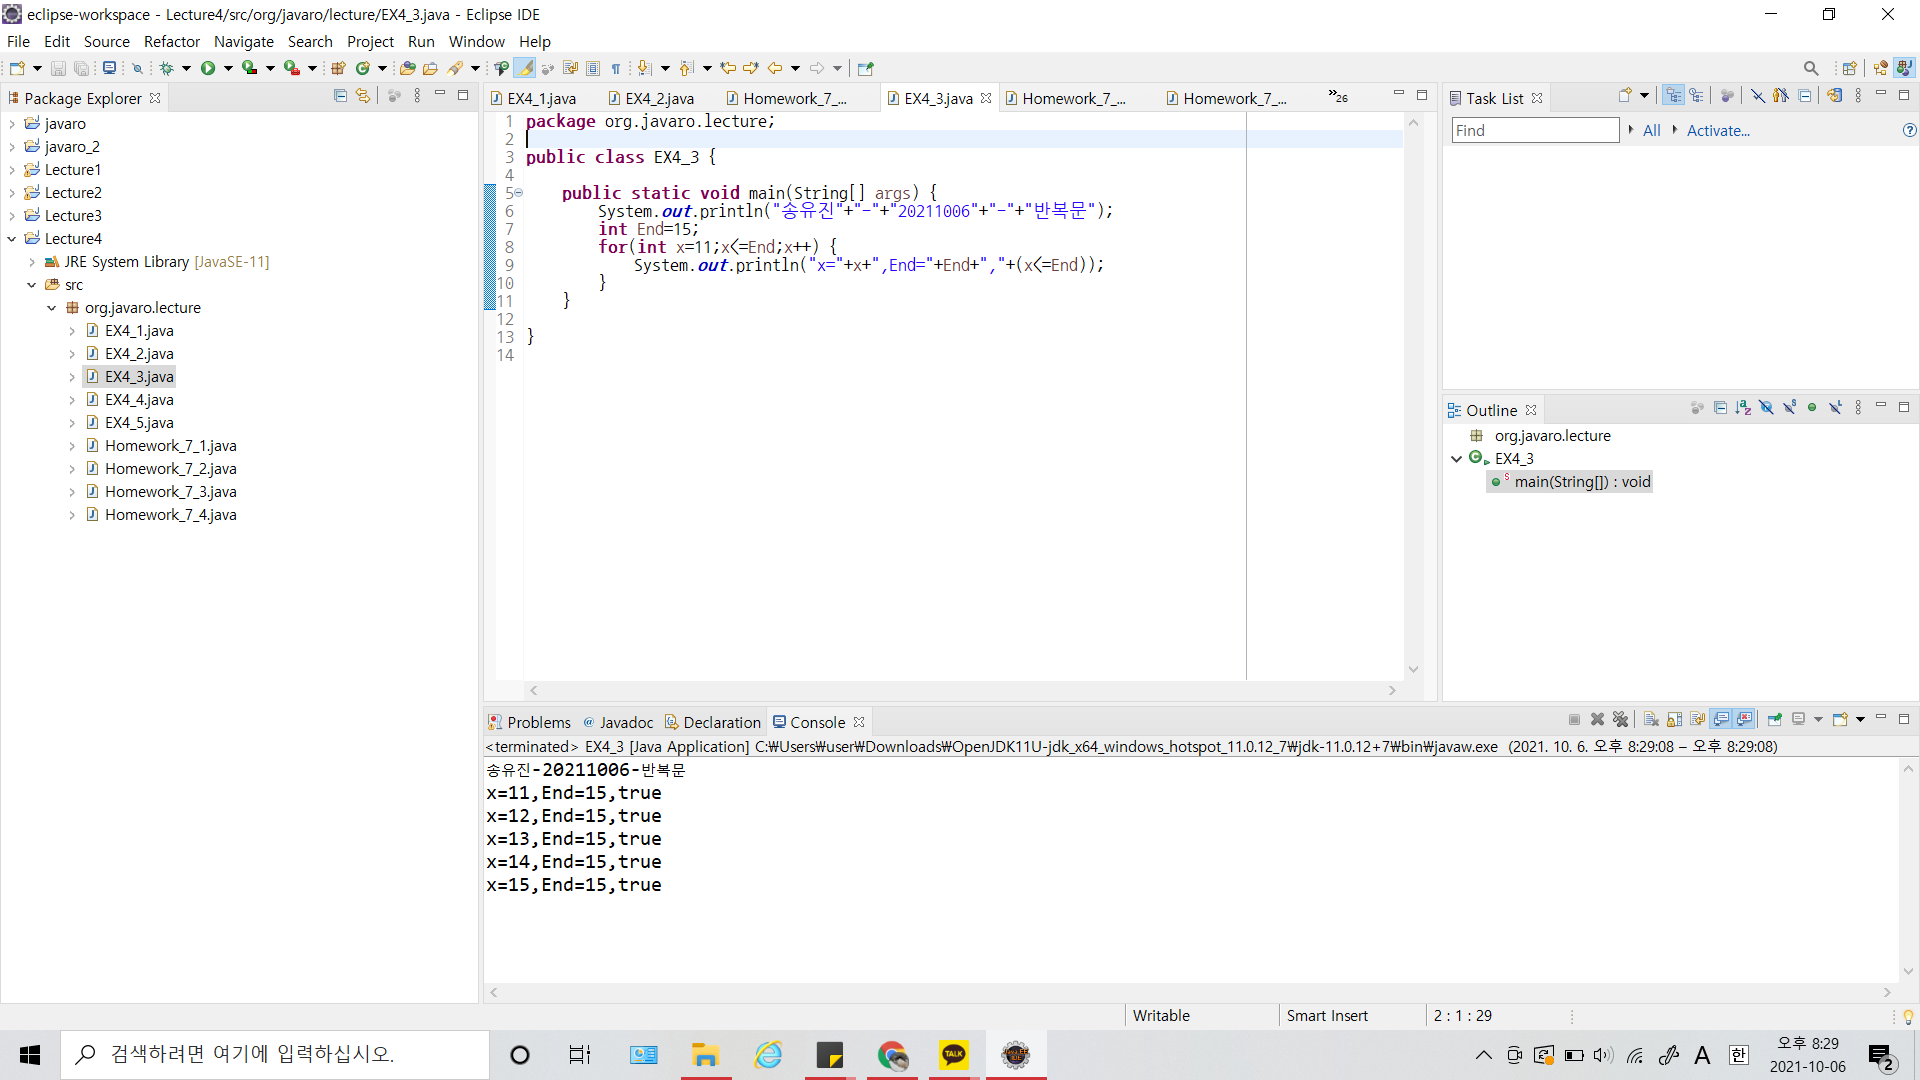 eclipse-workspace - Lecture4/src/org/javaro/lecture/EX4_3.java - Eclipse IDE
File Edit Source Refactor Navigate Search Project Run Window Help
Package Explorer
javaro
javaro_2
Lecture1
Lecture2
Lecture3
Lecture4
JRE System Library [JavaSE-11]
src
org.javaro.lecture
EX4_1.java
EX4_2.java
EX4_3.java
EX4_4.java
EX4_5.java
Homework_7_1.java
Homework_7_2.java
Homework_7_3.java
Homework_7_4.java
EX4_1.java EX4_2.java Homework_7_... EX4_3.java Homework_7_... Homework_7_... »26
1 package org.javaro.lecture;
2
3 public class EX4_3 {
4
5 public static void main(String[] args) {
6 System.out.println("송유진"+"-"+"20211006"+"-"+"반복문");
7 int End=15;
8 for(int x=11;x<=End;x++) {
9 System.out.println("x="+x+",End="+End+","+(x<=End));
10 }
11 }
12
13 }
14
Task List
Find All Activate...
Outline
org.javaro.lecture
EX4_3
main(String[]) : void
Problems Javadoc Declaration Console
<terminated> EX4_3 [Java Application] C:₩Users₩user₩Downloads₩OpenJDK11U-jdk_x64_windows_hotspot_11.0.12_7₩jdk-11.0.12+7₩bin₩javaw.exe (2021. 10. 6. 오후 8:29:08 – 오후 8:29:08)
송유진-20211006-반복문
x=11,End=15,true
x=12,End=15,true
x=13,End=15,true
x=14,End=15,true
x=15,End=15,true
Writable Smart Insert 2 : 1 : 29
검색하려면 여기에 입력하십시오.
TALK
A 한
오후 8:29
2021-10-06
2